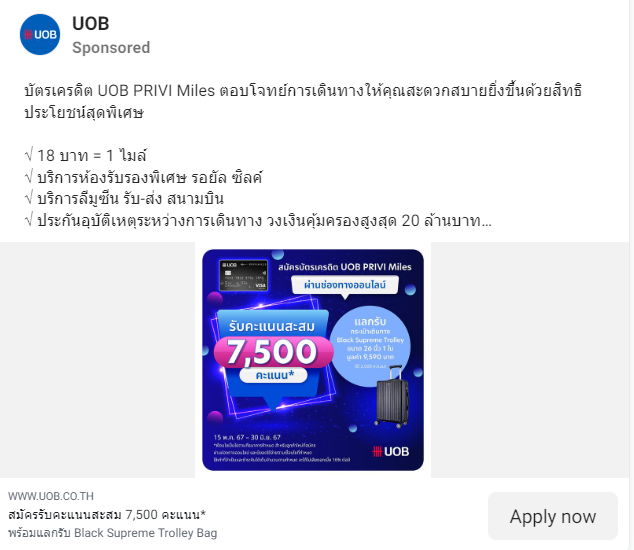 UOB
UOB
Sponsored
บัตรเครดิต UOB PRIVI Miles ตอบโจทย์การเดินทางให้คุณสะดวกสบายยิ่งขึ้นด้วยสิทธิ
ประโยชน์สุดพิเศษ
√ 18 บาท = 1 ไมล์
√ บริการห้องรับรองพิเศษ รอยัล ซิลค์
√ บริการลีมูซีน รับ-ส่ง สนามบิน
√ ประกันอุบัติเหตุระหว่างการเดินทาง วงเงินคุ้มครองสูงสุด 20 ล้านบาท...
UOB
VISA
สมัครบัตรเครดิต UOB PRIVI Miles
ผ่านช่องทางออนไลน์
รับคะแนนสะสม
7,500
คะแนน*
แลกรับ
กระเป๋าเดินทาง
Black Supreme Trolley
ขนาด 26 นิ้ว 1 ใบ
มูลค่า 9,590 บาท
15 พ.ค. 67 – 30 มิ.ย. 67
UOB
WWW.UOB.CO.TH
สมัครรับคะแนนสะสม 7,500 คะแนน*
พร้อมแลกรับ Black Supreme Trolley Bag
Apply now